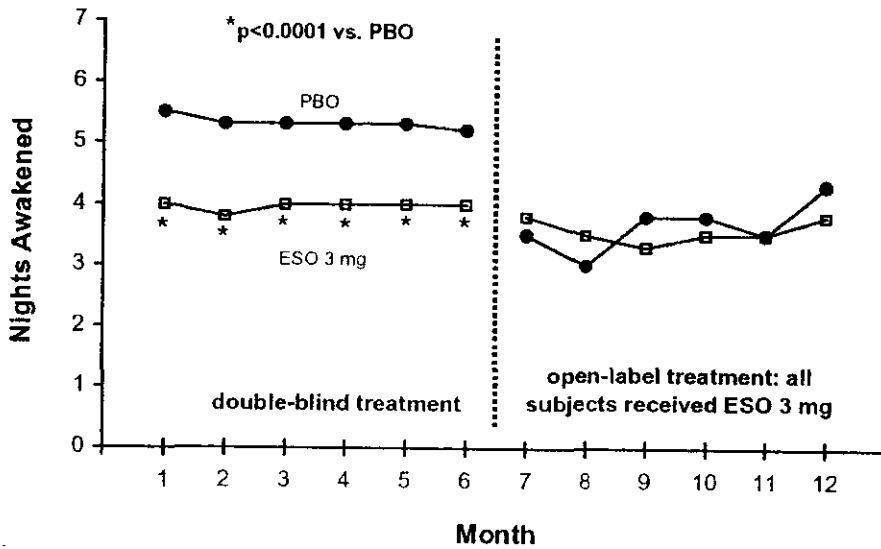 7
6
5
4
3
2
1
0
Nights Awakened
*p<0.0001 vs. PBO
PBO
* * * * * *
ESO 3 mg
double-blind treatment
open-label treatment: all
subjects received ESO 3 mg
1 2 3 4 5 6 7 8 9 10 11 12
Month